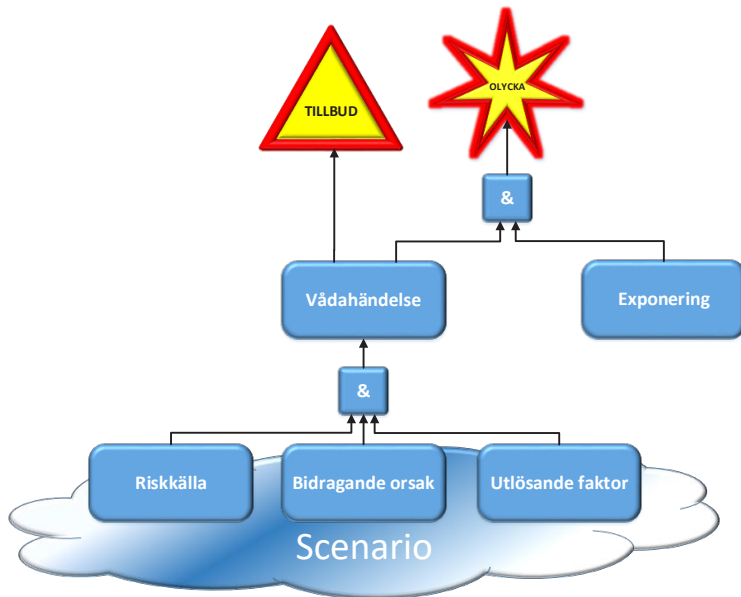 TILLBUD
OLYCKA
&
Vådahändelse
Exponering
&
Riskkälla
Bidragande orsak
Utlösande faktor
Scenario